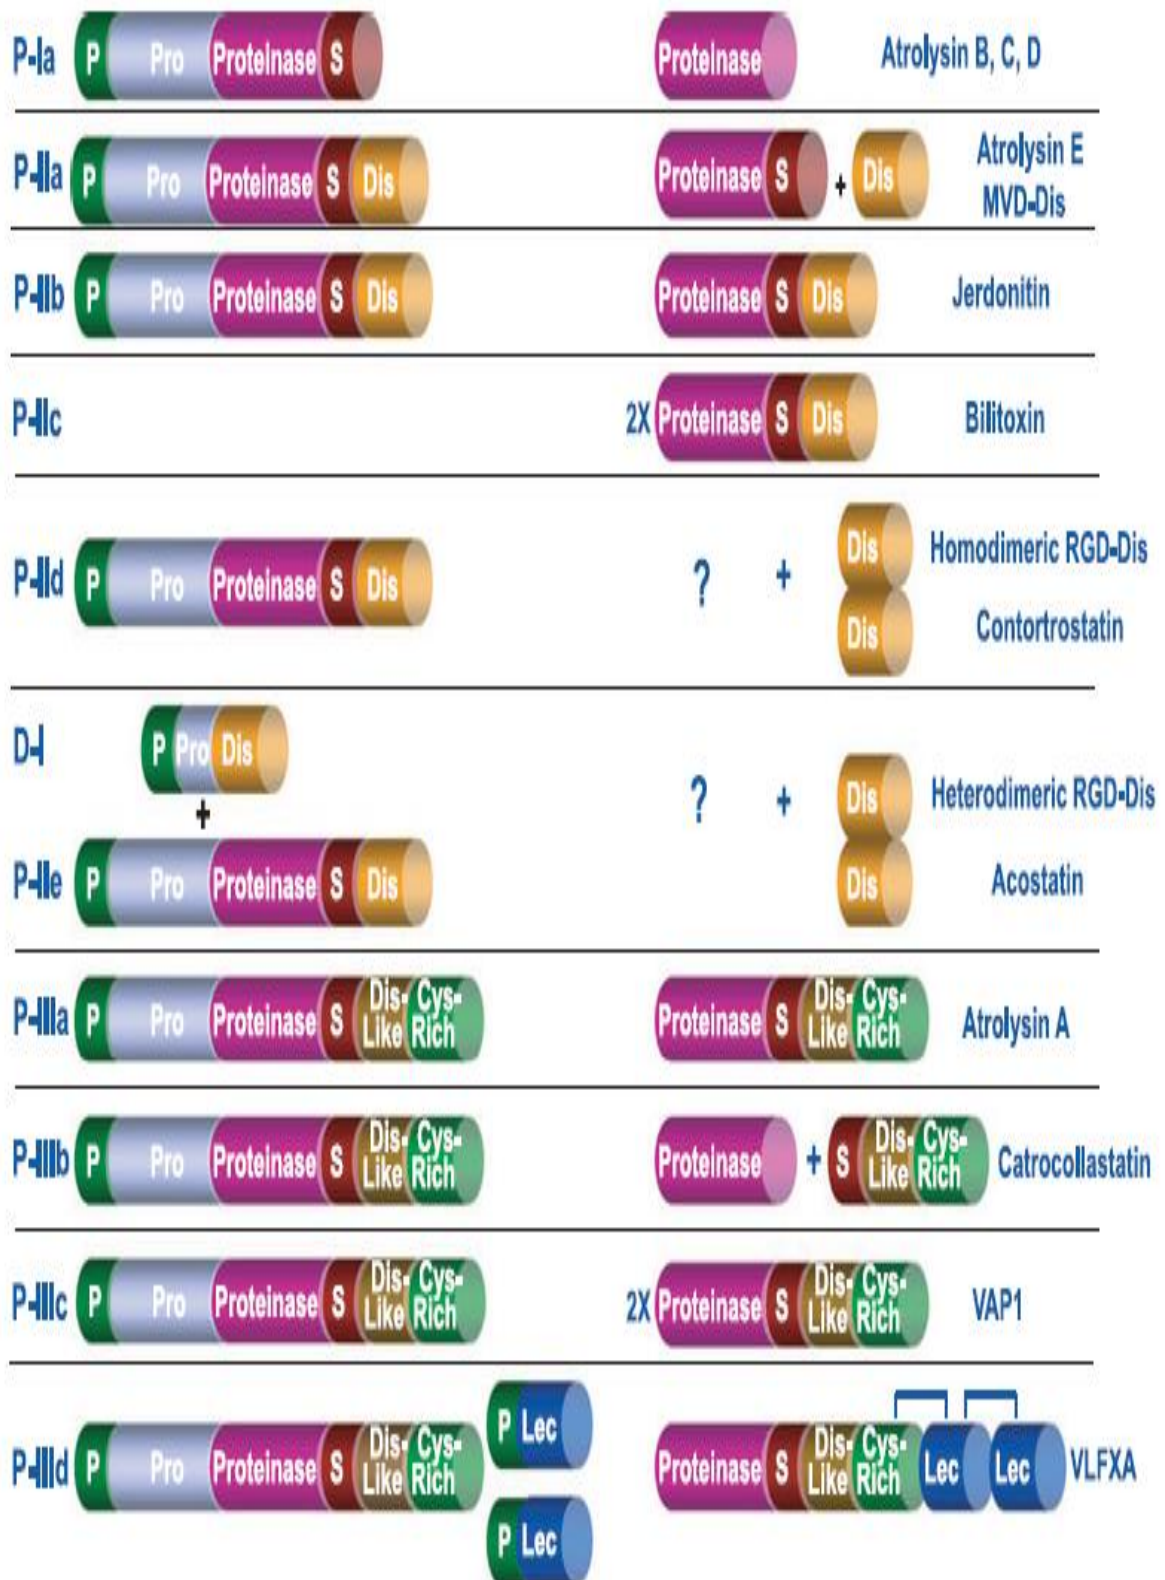 P-Ia P Pro Proteinase S Proteinase Atrolysin B, C, D
P-IIa P Pro Proteinase S Dis Proteinase S + Dis Atrolysin E
MVD-Dis
P-IIb P Pro Proteinase S Dis Proteinase S Dis Jerdonitin
P-IIc 2X Proteinase S Dis Bilitoxin
P-IId P Pro Proteinase S Dis ? + Dis Homodimeric RGD-Dis
Dis Contortrostatin
D-I P Pro Dis
+ ? + Dis Heterodimeric RGD-Dis
P-IIe P Pro Proteinase S Dis Dis Acostatin
P-IIIa P Pro Proteinase S Dis-Like Cys-Rich Proteinase S Dis-Like Cys-Rich Atrolysin A
P-IIIb P Pro Proteinase S Dis-Like Cys-Rich Proteinase + S Dis-Like Cys-Rich Catrocollastatin
P-IIIc P Pro Proteinase S Dis-Like Cys-Rich 2X Proteinase S Dis-Like Cys-Rich VAP1
P Lec
P-IIId P Pro Proteinase S Dis-Like Cys-Rich Proteinase S Dis-Like Cys-Rich Lec Lec VLFXA
P Lec